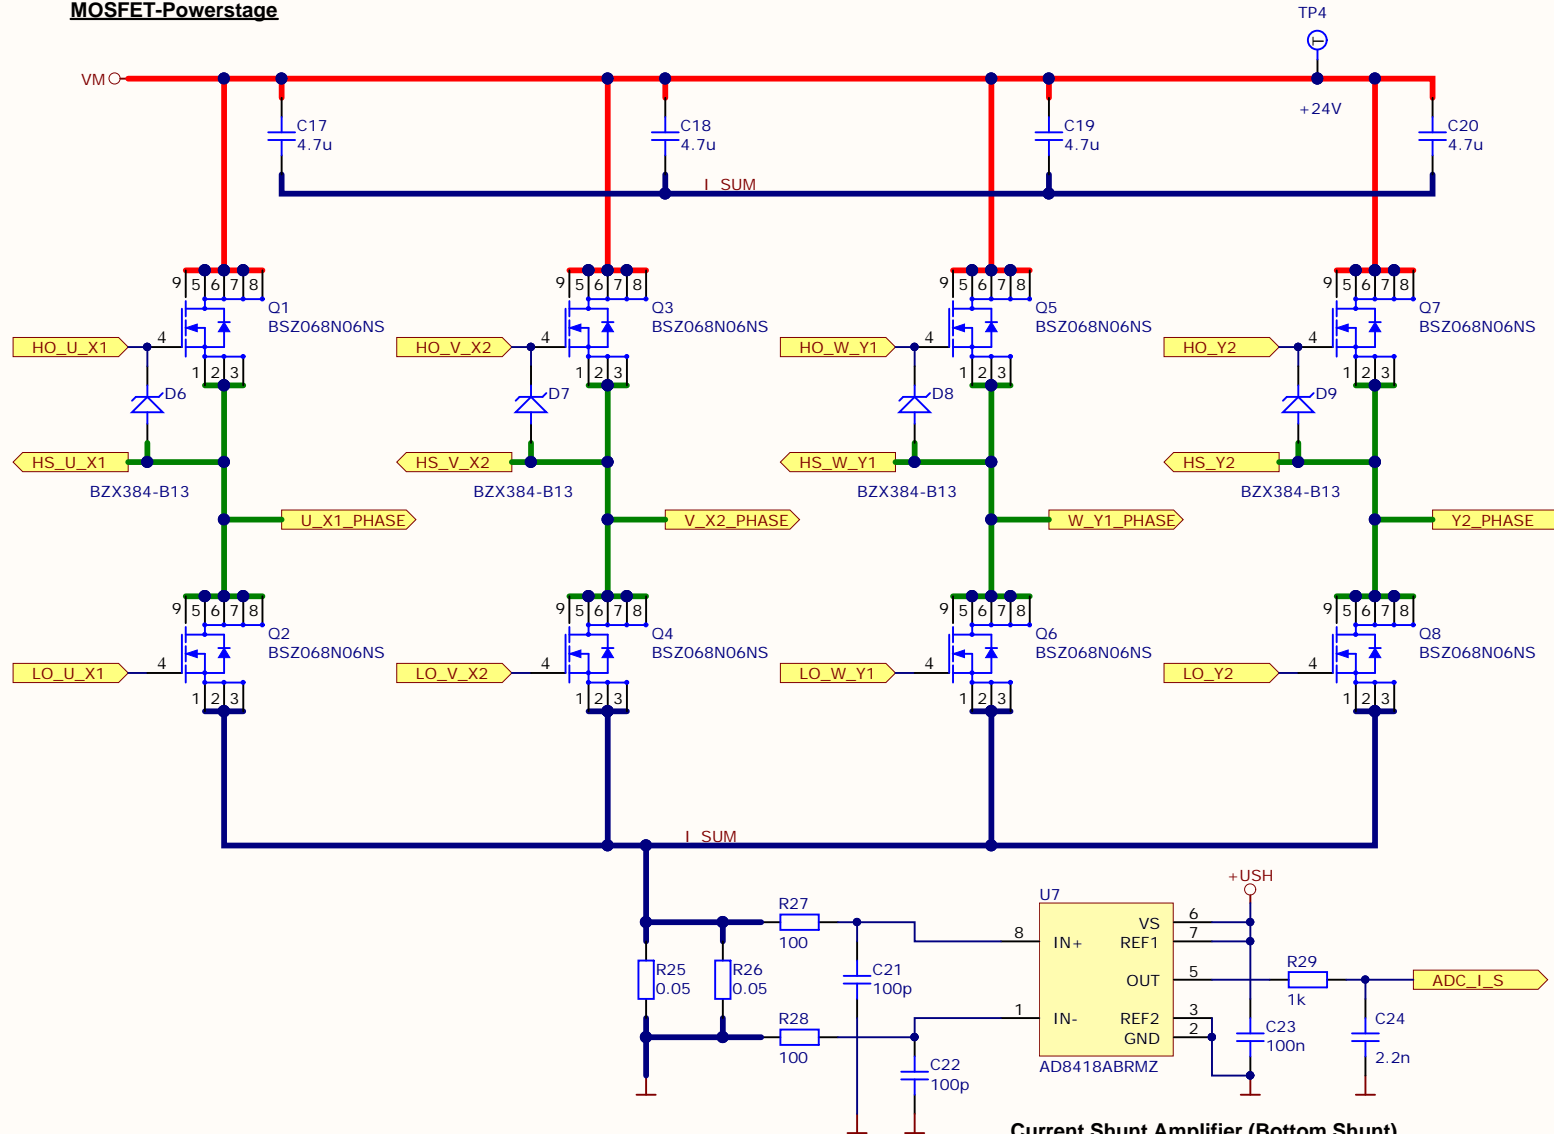 MOSFET-Powerstage
TP4
T
VM
+24V
C17
4.7u
C18
4.7u
C19
4.7u
C20
4.7u
I_SUM
9 5 6 7 8
Q1
BSZ068N06NS
HO_U_X1
4
1 2 3
D6
HS_U_X1
BZX384-B13
U_X1_PHASE
9 5 6 7 8
Q3
BSZ068N06NS
HO_V_X2
4
1 2 3
D7
HS_V_X2
BZX384-B13
V_X2_PHASE
9 5 6 7 8
Q5
BSZ068N06NS
HO_W_Y1
4
1 2 3
D8
HS_W_Y1
BZX384-B13
W_Y1_PHASE
9 5 6 7 8
Q7
BSZ068N06NS
HO_Y2
4
1 2 3
D9
HS_Y2
BZX384-B13
Y2_PHASE
9 5 6 7 8
Q2
BSZ068N06NS
LO_U_X1
4
1 2 3
9 5 6 7 8
Q4
BSZ068N06NS
LO_V_X2
4
1 2 3
9 5 6 7 8
Q6
BSZ068N06NS
LO_W_Y1
4
1 2 3
9 5 6 7 8
Q8
BSZ068N06NS
LO_Y2
4
1 2 3
I_SUM
R25
0.05
R26
0.05
R27
100
R28
100
C21
100p
C22
100p
U7
8 IN+
1 IN-
VS 6
REF1 7
OUT 5
REF2 3
GND 2
AD8418ABRMZ
+USH
R29
1k
ADC_I_S
C23
100n
C24
2.2n
Current Shunt Amplifier (Bottom Shunt)